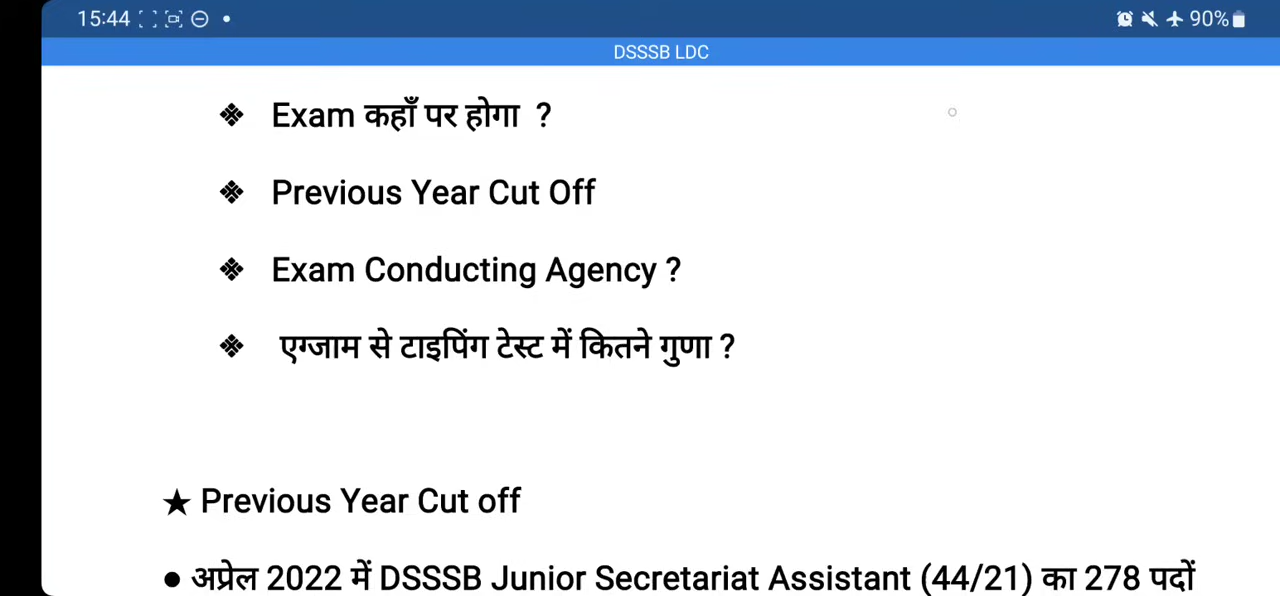 15:44 90%
DSSSB LDC
❖ Exam कहाँ पर होगा ?
❖ Previous Year Cut Off
❖ Exam Conducting Agency ?
❖ एग्जाम से टाइपिंग टेस्ट में कितने गुणा ?
★ Previous Year Cut off
● अप्रेल 2022 में DSSSB Junior Secretariat Assistant (44/21) का 278 पदों